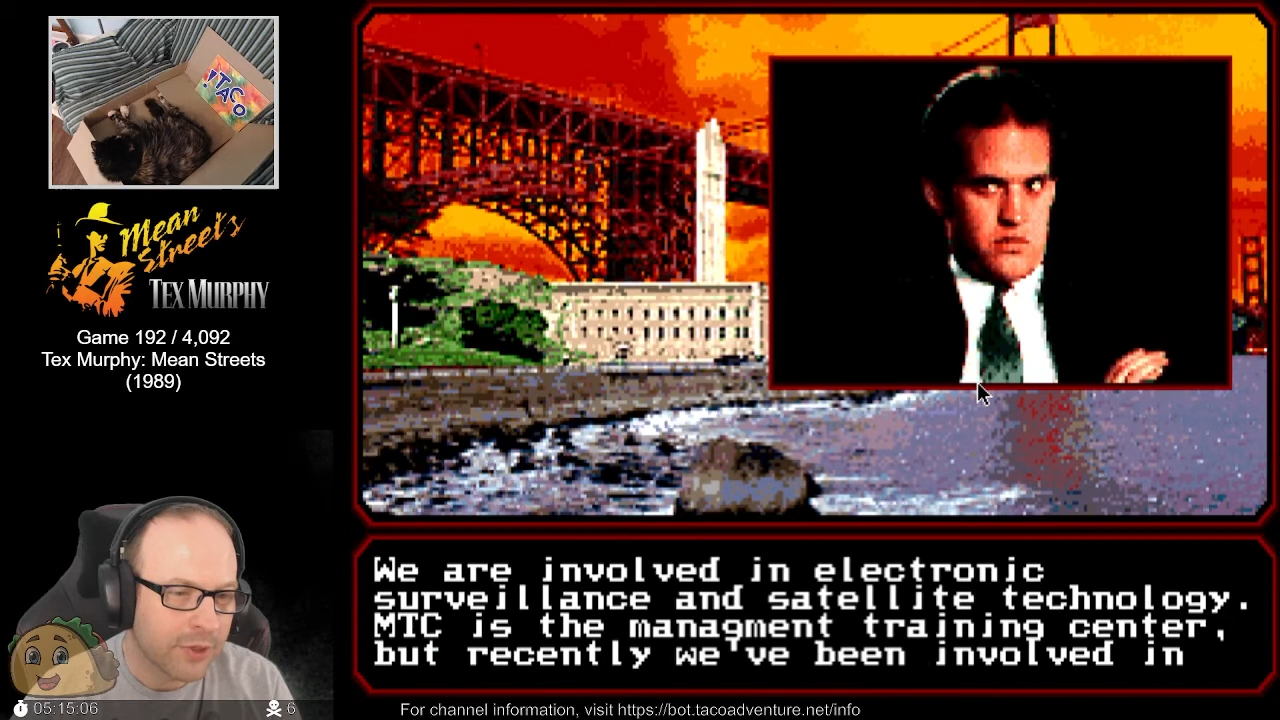 !TACO
Mean
Streets
TEX MURPHY
Game 192 / 4,092
Tex Murphy: Mean Streets
(1989)
We are involved in electronic
surveillance and satellite technology.
MTC is the managment training center,
but recently we've been involved in
05:15:06
6
For channel information, visit https://bot.tacoadventure.net/info